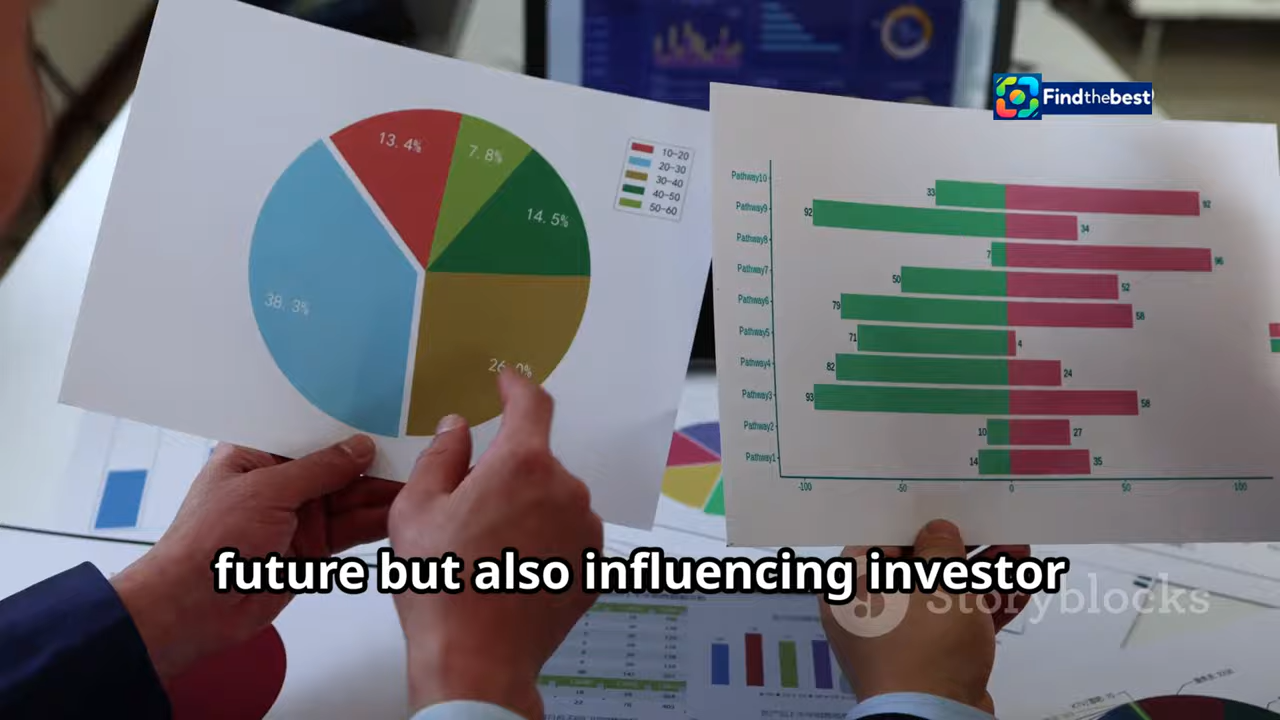 Findthebest
13.4%
7.8%
14.5%
38.3%
26.0%
10-20
20-30
30-40
40-50
50-60
Pathway10
33
92
Pathway9
92
34
Pathway8
7
96
Pathway7
50
52
Pathway6
79
58
Pathway5
71
4
Pathway4
82
24
Pathway3
93
58
Pathway2
10
27
Pathway1
14
35
-100
-50
0
50
100
future but also influencing investor
Storyblocks